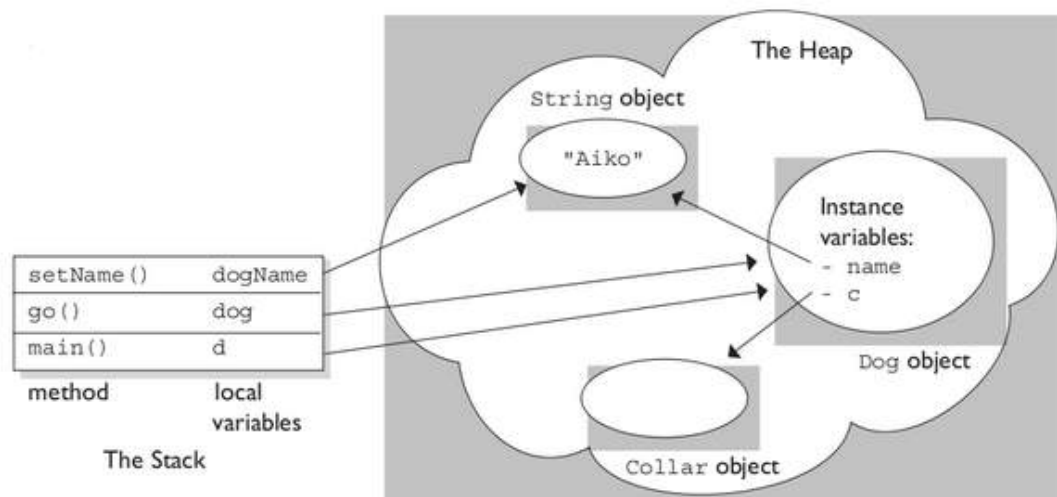 The Heap
String object
"Aiko"
Instance
variables:
- name
- c
Dog object
Collar object
setName() dogName
go() dog
main() d
method local
variables
The Stack